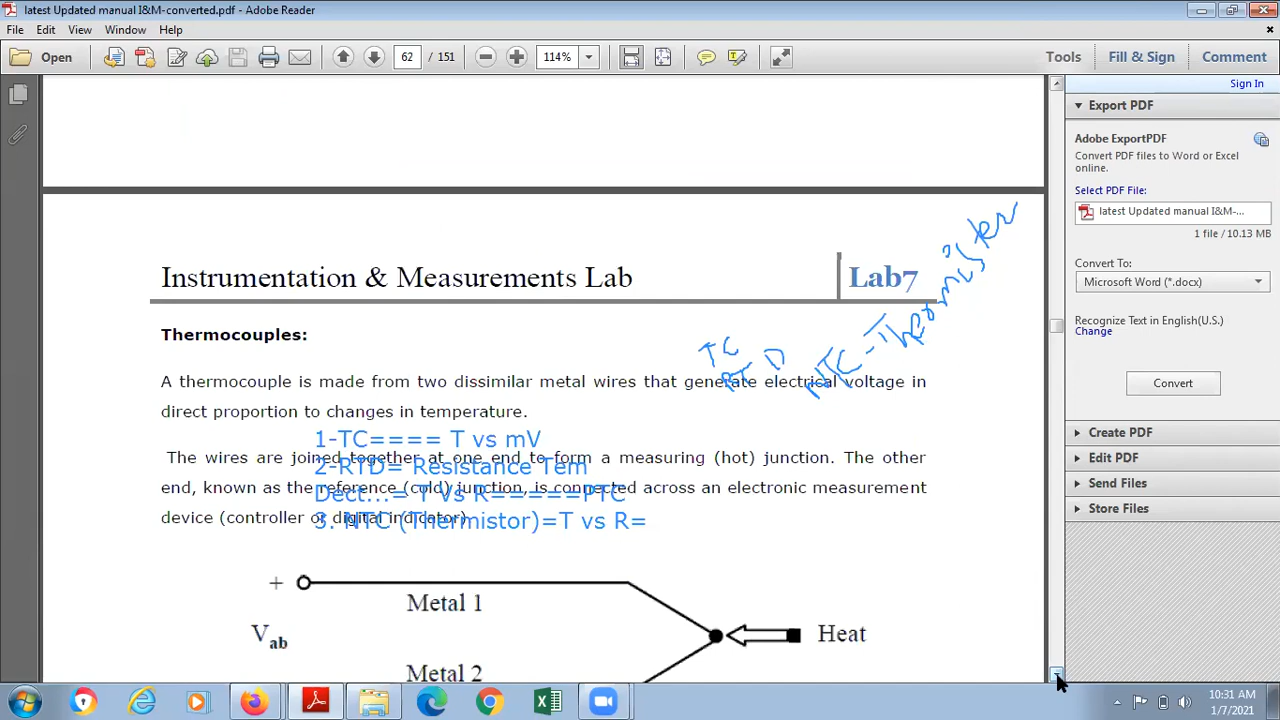 latest Updated manual I&M-converted.pdf - Adobe Reader
File Edit View Window Help
Open 62 / 151 114% Tools Fill & Sign Comment
Sign In
Export PDF
Adobe ExportPDF
Convert PDF files to Word or Excel
online.
Select PDF File:
latest Updated manual I&M-...
1 file / 10.13 MB
Convert To:
Microsoft Word (*.docx)
Recognize Text in English(U.S.)
Change
Convert
Create PDF
Edit PDF
Send Files
Store Files
Instrumentation & Measurements Lab Lab7
TC
RTD
NTC-Thermister
Thermocouples:
A thermocouple is made from two dissimilar metal wires that generate electrical voltage in
direct proportion to changes in temperature.
1-TC==== T vs mV
The wires are joined together at one end to form a measuring (hot) junction. The other
2-RTD= Resistance Tem
end, known as the reference (cold) junction, is connected across an electronic measurement
Dect...= T Vs R=====PTC
device (controller or digital indicator).
3. NTC (Thermistor)=T vs R=
+
Metal 1
Vab
Heat
Metal 2
10:31 AM
1/7/2021